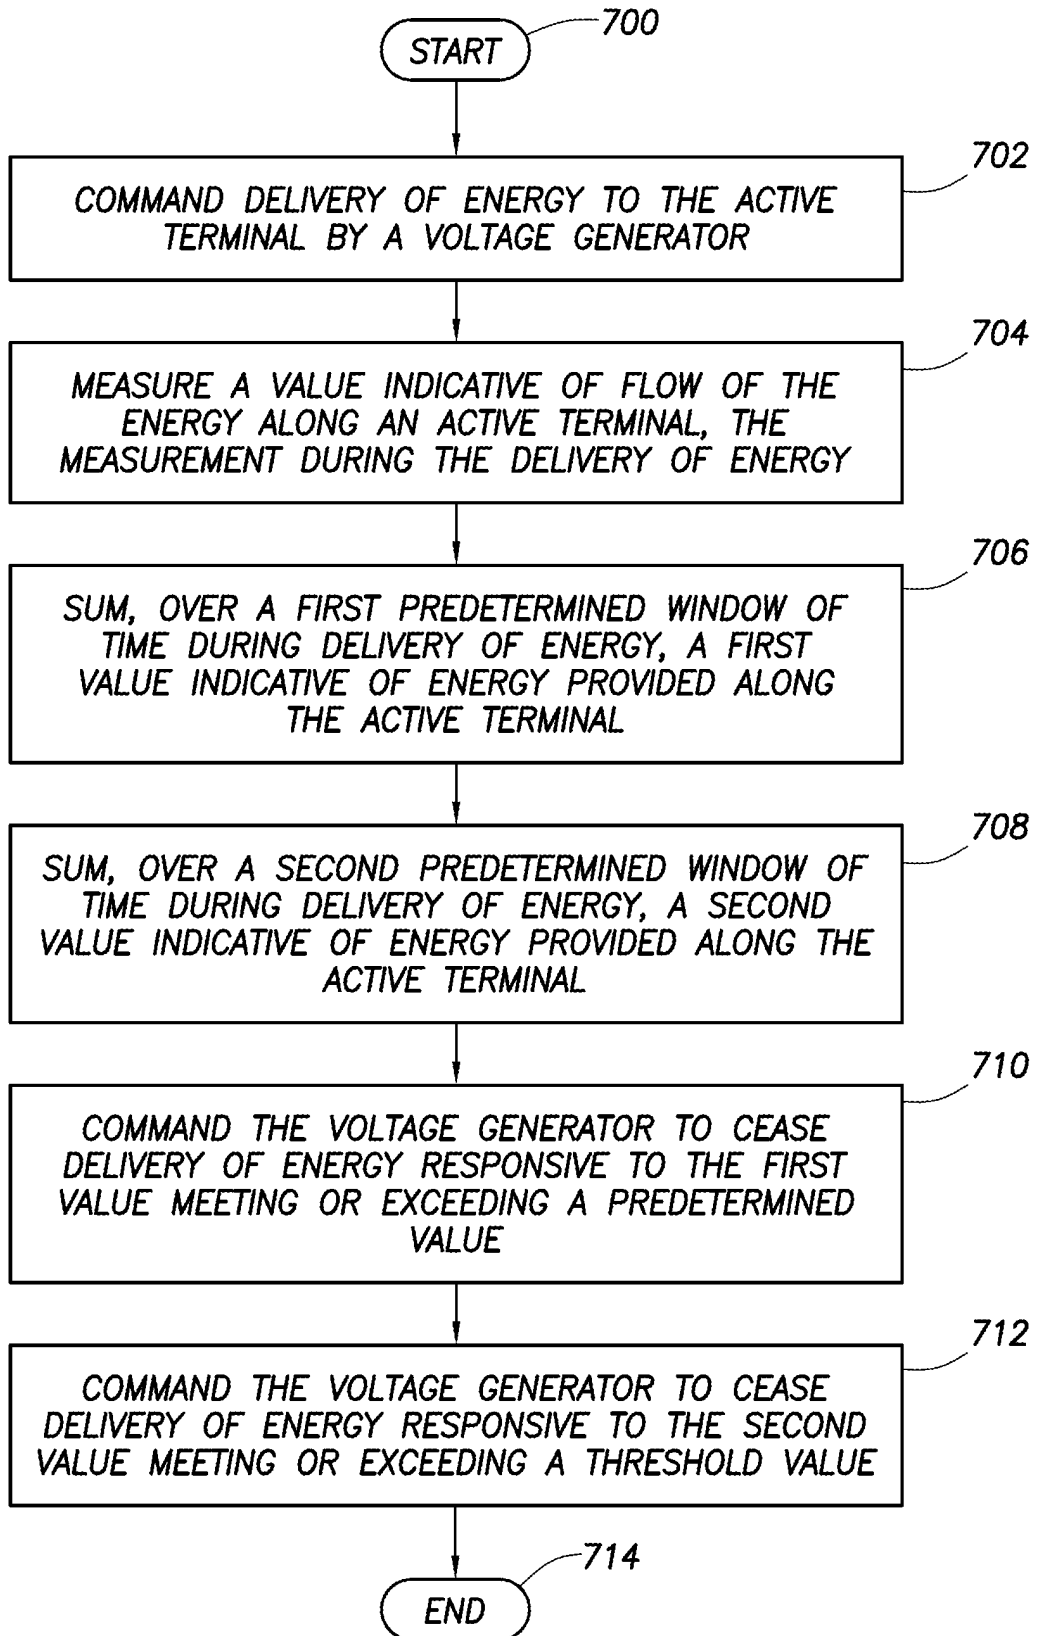 START
700
702
COMMAND DELIVERY OF ENERGY TO THE ACTIVE
TERMINAL BY A VOLTAGE GENERATOR
704
MEASURE A VALUE INDICATIVE OF FLOW OF THE
ENERGY ALONG AN ACTIVE TERMINAL, THE
MEASUREMENT DURING THE DELIVERY OF ENERGY
706
SUM, OVER A FIRST PREDETERMINED WINDOW OF
TIME DURING DELIVERY OF ENERGY, A FIRST
VALUE INDICATIVE OF ENERGY PROVIDED ALONG
THE ACTIVE TERMINAL
708
SUM, OVER A SECOND PREDETERMINED WINDOW OF
TIME DURING DELIVERY OF ENERGY, A SECOND
VALUE INDICATIVE OF ENERGY PROVIDED ALONG THE
ACTIVE TERMINAL
710
COMMAND THE VOLTAGE GENERATOR TO CEASE
DELIVERY OF ENERGY RESPONSIVE TO THE FIRST
VALUE MEETING OR EXCEEDING A PREDETERMINED
VALUE
712
COMMAND THE VOLTAGE GENERATOR TO CEASE
DELIVERY OF ENERGY RESPONSIVE TO THE SECOND
VALUE MEETING OR EXCEEDING A THRESHOLD VALUE
714
END